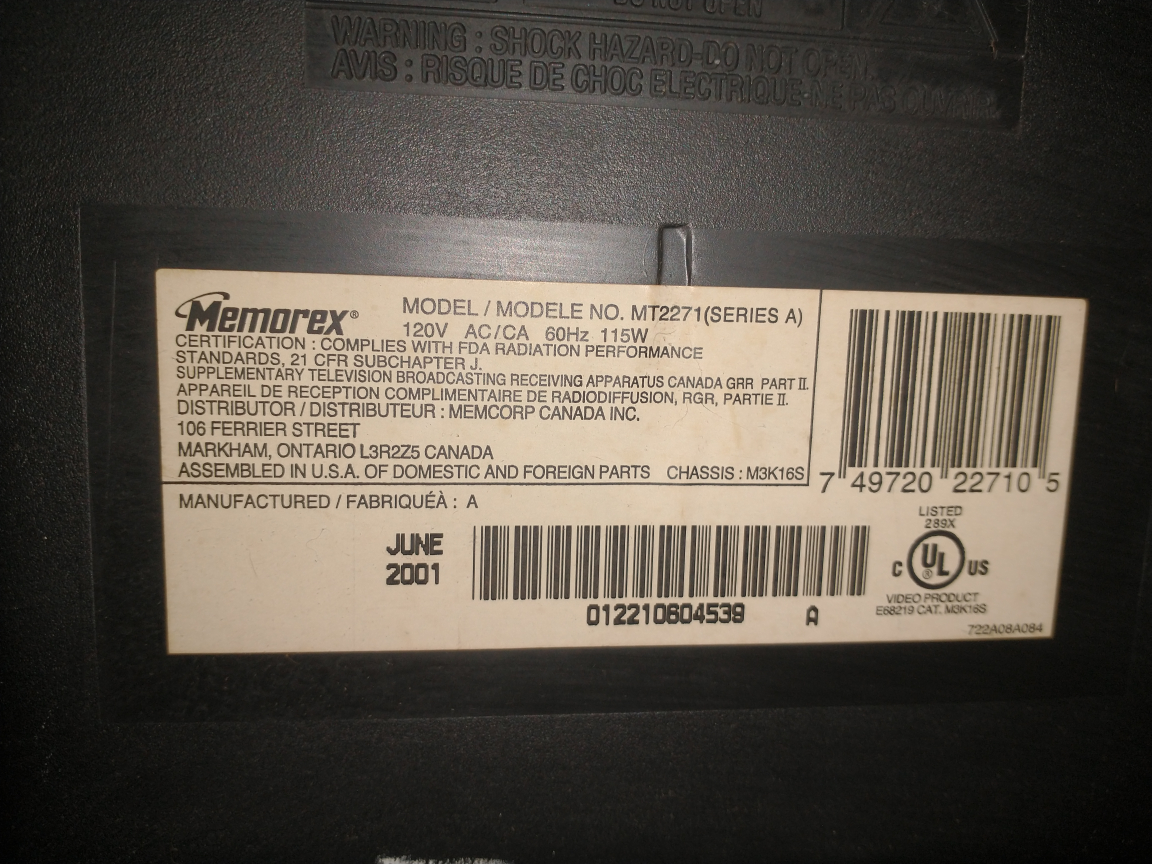 DO NOT OPEN
WARNING : SHOCK HAZARD-DO NOT OPEN.
AVIS : RISQUE DE CHOC ELECTRIQUE-NE PAS OUVRIR.
Memorex®
MODEL / MODELE NO. MT2271(SERIES A)
120V AC/CA 60Hz 115W
CERTIFICATION : COMPLIES WITH FDA RADIATION PERFORMANCE
STANDARDS, 21 CFR SUBCHAPTER J.
SUPPLEMENTARY TELEVISION BROADCASTING RECEIVING APPARATUS CANADA GRR PART II.
APPAREIL DE RECEPTION COMPLIMENTAIRE DE RADIODIFFUSION, RGR, PARTIE II.
DISTRIBUTOR / DISTRIBUTEUR : MEMCORP CANADA INC.
106 FERRIER STREET
MARKHAM, ONTARIO L3R2Z5 CANADA
ASSEMBLED IN U.S.A. OF DOMESTIC AND FOREIGN PARTS CHASSIS : M3K16S
7 49720 22710 5
MANUFACTURED / FABRIQUÉÀ : A
JUNE
2001
012210604539 A
LISTED
289X
C UL ® US
VIDEO PRODUCT
E68219 CAT. M3K16S
722A08A084